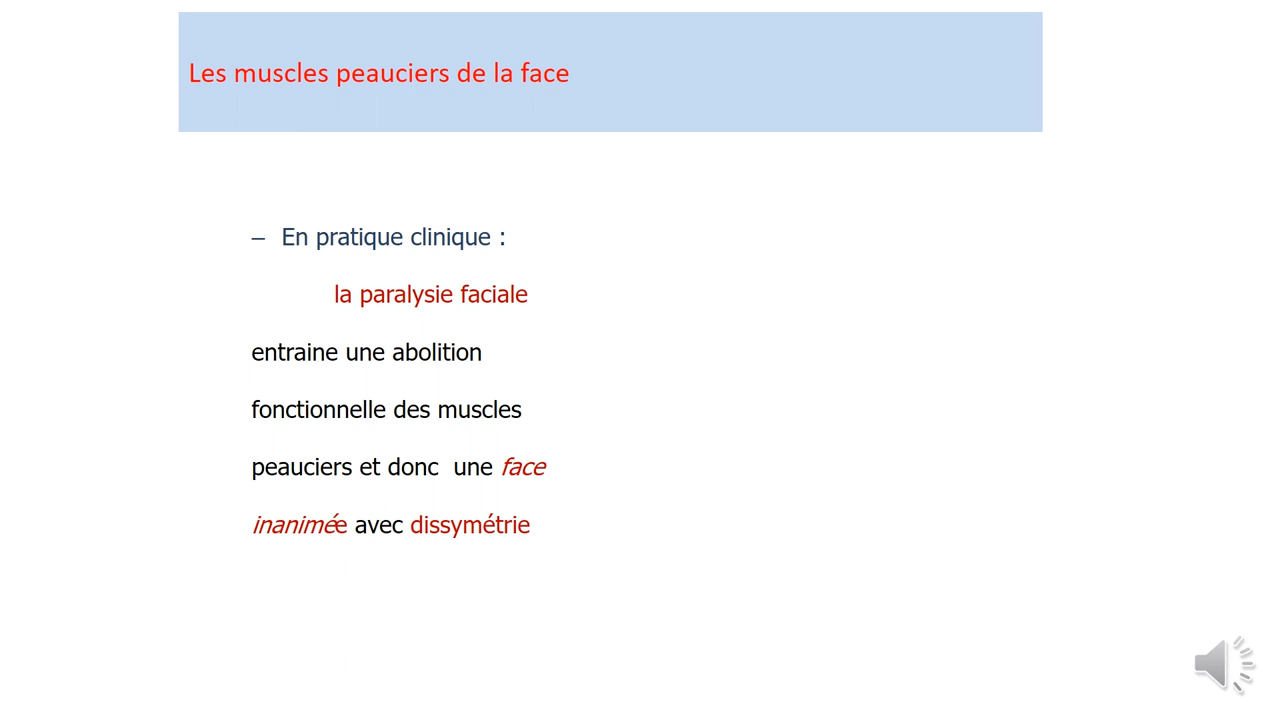 Les muscles peauciers de la face
– En pratique clinique :
la paralysie faciale
entraine une abolition
fonctionnelle des muscles
peauciers et donc une face
inanimée avec dissymétrie